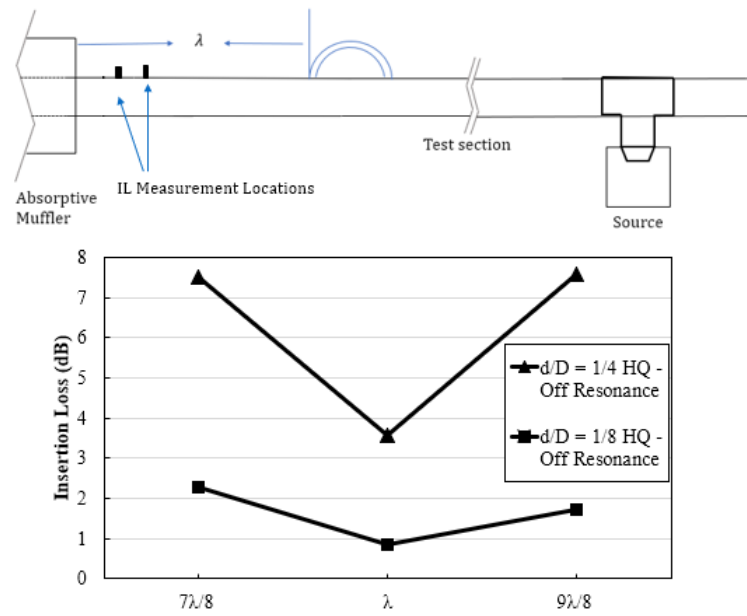 λ
Test section
IL Measurement Locations
Absorptive
Muffler
Source
Insertion Loss (dB)
8
7
6
5
4
3
2
1
0
d/D = 1/4 HQ -
Off Resonance
d/D = 1/8 HQ -
Off Resonance
7λ/8
λ
9λ/8